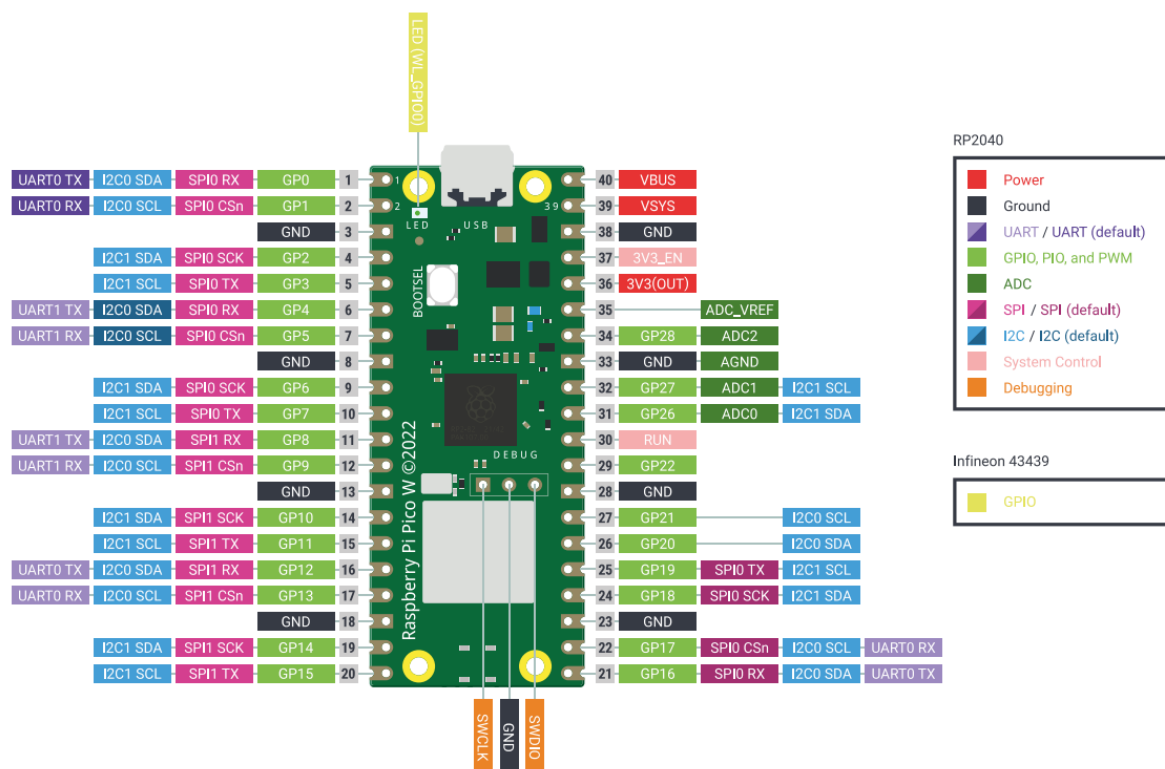 LED (WL_GPIO0)
UART0 TX I2C0 SDA SPI0 RX GP0 1 1 40 VBUS
UART0 RX I2C0 SCL SPI0 CSn GP1 2 2 39 39 VSYS
LED USB
GND 3 38 GND
I2C1 SDA SPI0 SCK GP2 4 37 3V3_EN
I2C1 SCL SPI0 TX GP3 5 36 3V3(OUT)
BOOTSEL
UART1 TX I2C0 SDA SPI0 RX GP4 6 35 ADC_VREF
UART1 RX I2C0 SCL SPI0 CSn GP5 7 34 GP28 ADC2
GND 8 33 GND AGND
I2C1 SDA SPI0 SCK GP6 9 32 GP27 ADC1 I2C1 SCL
I2C1 SCL SPI0 TX GP7 10 31 GP26 ADC0 I2C1 SDA
UART1 TX I2C0 SDA SPI1 RX GP8 11 30 RUN
DEBUG
UART1 RX I2C0 SCL SPI1 CSn GP9 12 29 GP22
GND 13 28 GND
I2C1 SDA SPI1 SCK GP10 14 27 GP21 I2C0 SCL
I2C1 SCL SPI1 TX GP11 15 26 GP20 I2C0 SDA
UART0 TX I2C0 SDA SPI1 RX GP12 16 25 GP19 SPI0 TX I2C1 SCL
UART0 RX I2C0 SCL SPI1 CSn GP13 17 24 GP18 SPI0 SCK I2C1 SDA
GND 18 23 GND
I2C1 SDA SPI1 SCK GP14 19 22 GP17 SPI0 CSn I2C0 SCL UART0 RX
I2C1 SCL SPI1 TX GP15 20 21 GP16 SPI0 RX I2C0 SDA UART0 TX
Raspberry Pi Pico W ©2022
SWCLK
GND
SWDIO
RP2040
Power
Ground
UART / UART (default)
GPIO, PIO, and PWM
ADC
SPI / SPI (default)
I2C / I2C (default)
System Control
Debugging
Infineon 43439
GPIO